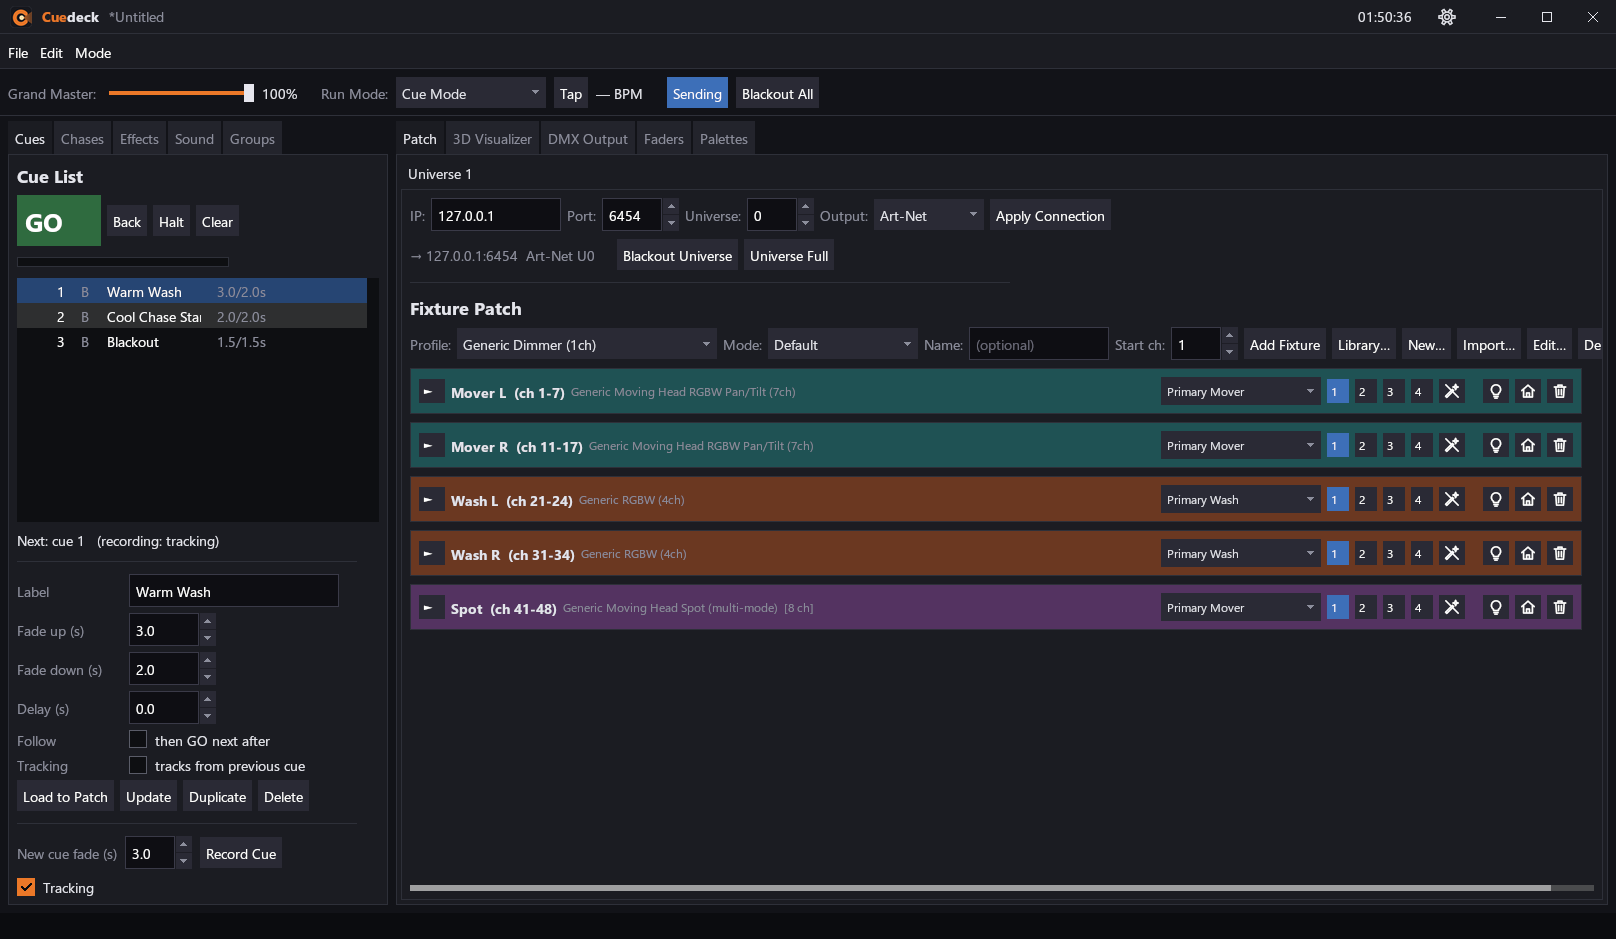 Cuedeck *Untitled 01:50:36
File Edit Mode
Grand Master: 100% Run Mode: Cue Mode Tap — BPM Sending Blackout All
Cues Chases Effects Sound Groups
Cue List
GO Back Halt Clear
1 B Warm Wash 3.0/2.0s
2 B Cool Chase Star 2.0/2.0s
3 B Blackout 1.5/1.5s
Next: cue 1 (recording: tracking)
Label Warm Wash
Fade up (s) 3.0
Fade down (s) 2.0
Delay (s) 0.0
Follow then GO next after
Tracking tracks from previous cue
Load to Patch Update Duplicate Delete
New cue fade (s) 3.0 Record Cue
Tracking
Patch 3D Visualizer DMX Output Faders Palettes
Universe 1
IP: 127.0.0.1 Port: 6454 Universe: 0 Output: Art-Net Apply Connection
→ 127.0.0.1:6454 Art-Net U0 Blackout Universe Universe Full
Fixture Patch
Profile: Generic Dimmer (1ch) Mode: Default Name: (optional) Start ch: 1 Add Fixture Library... New... Import... Edit... De
Mover L (ch 1-7) Generic Moving Head RGBW Pan/Tilt (7ch) Primary Mover 1 2 3 4
Mover R (ch 11-17) Generic Moving Head RGBW Pan/Tilt (7ch) Primary Mover 1 2 3 4
Wash L (ch 21-24) Generic RGBW (4ch) Primary Wash 1 2 3 4
Wash R (ch 31-34) Generic RGBW (4ch) Primary Wash 1 2 3 4
Spot (ch 41-48) Generic Moving Head Spot (multi-mode) [8 ch] Primary Mover 1 2 3 4